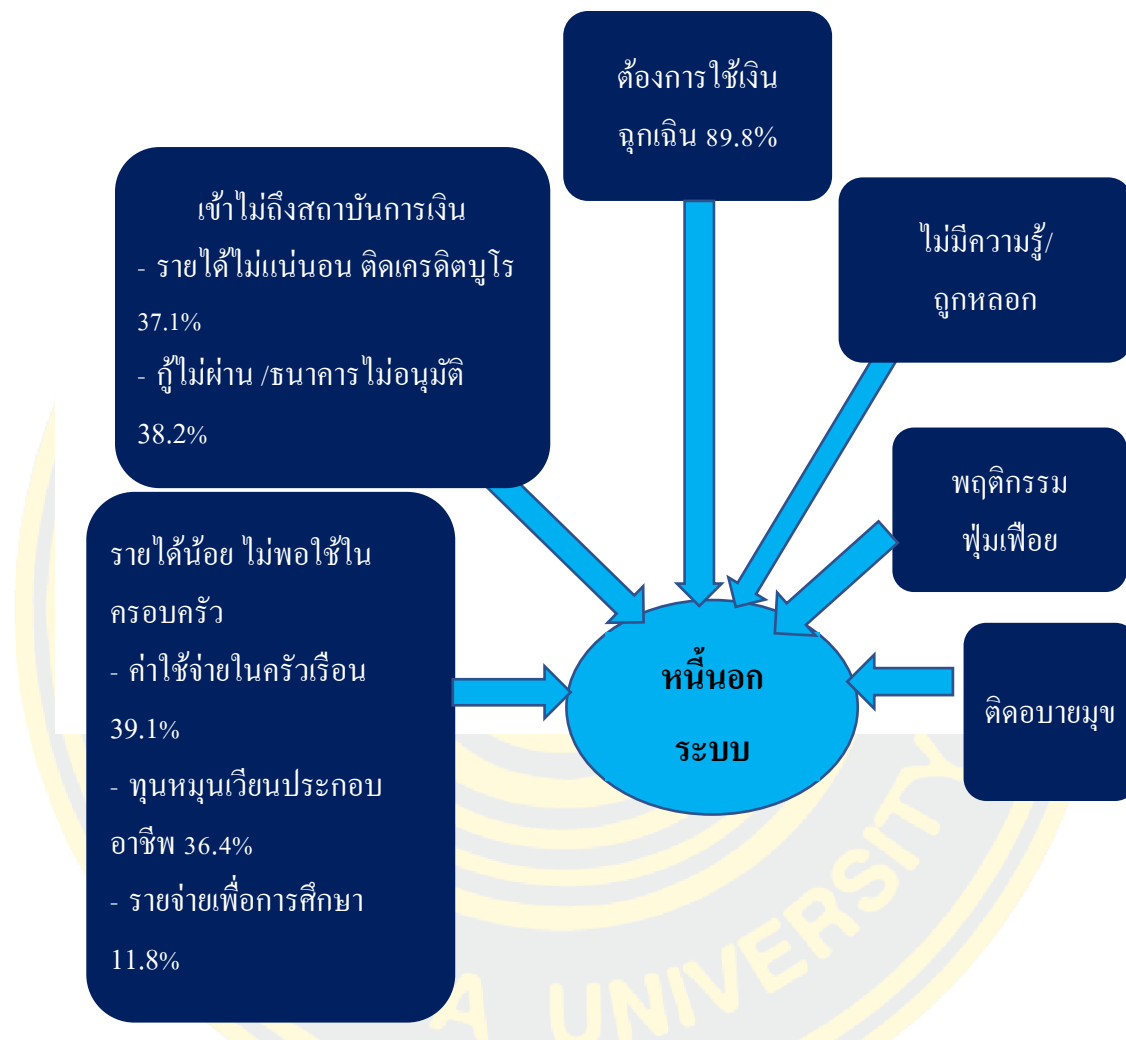 ต้องการใช้เงิน
ฉุกเฉิน 89.8%
เข้าไม่ถึงสถาบันการเงิน
- รายได้ไม่แน่นอน ติดเครดิตบูโร
37.1%
- กู้ไม่ผ่าน /ธนาคารไม่อนุมัติ
38.2%
ไม่มีความรู้/
ถูกหลอก
พฤติกรรม
ฟุ่มเฟือย
รายได้น้อย ไม่พอใช้ใน
ครอบครัว
- ค่าใช้จ่ายในครัวเรือน
39.1%
- ทุนหมุนเวียนประกอบ
อาชีพ 36.4%
- รายจ่ายเพื่อการศึกษา
11.8%
หนี้นอก
ระบบ
ติดอบายมุข
A UNIVERSITY